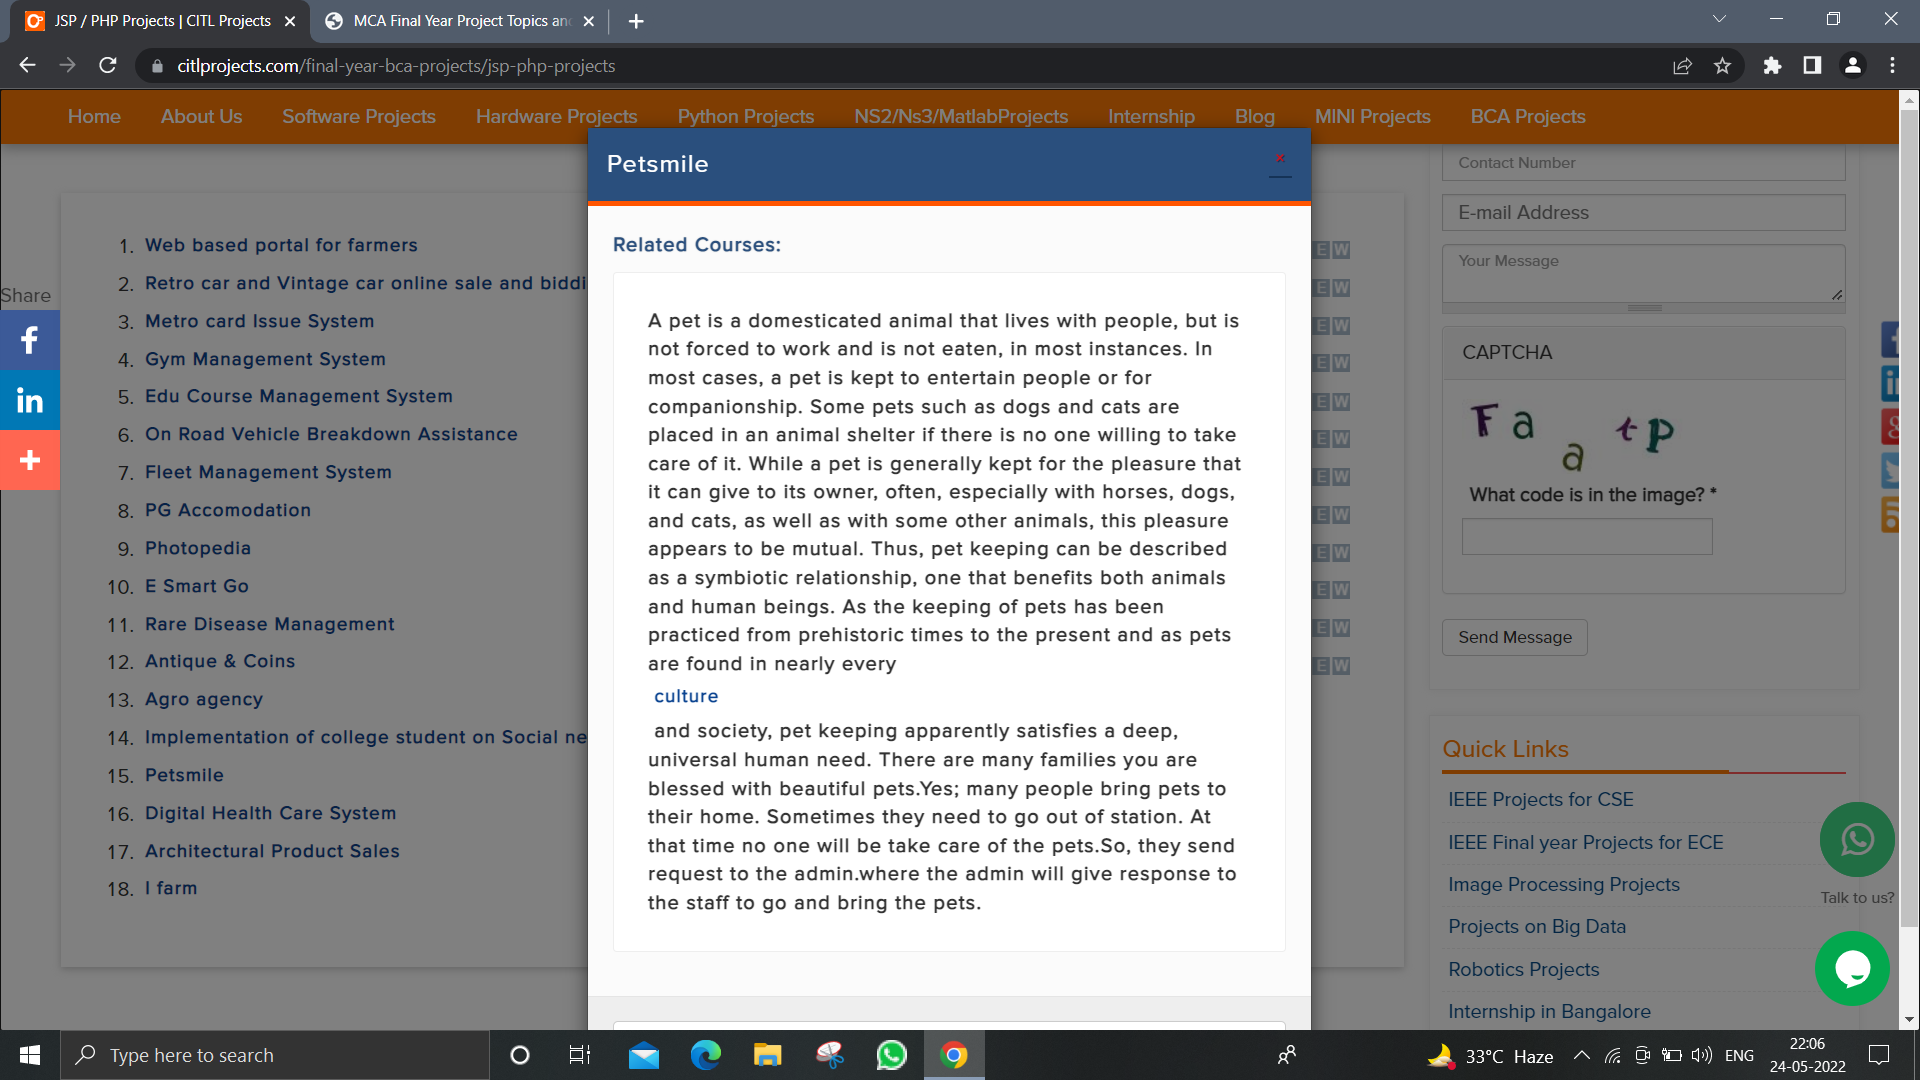 JSP / PHP Projects | CITL Projects
MCA Final Year Project Topics an
citlprojects.com/final-year-bca-projects/jsp-php-projects
Home About Us Software Projects Hardware Projects Python Projects NS2/Ns3/MatlabProjects Internship Blog MINI Projects BCA Projects
Share
1. Web based portal for farmers
2. Retro car and Vintage car online sale and biddi
3. Metro card Issue System
4. Gym Management System
5. Edu Course Management System
6. On Road Vehicle Breakdown Assistance
7. Fleet Management System
8. PG Accomodation
9. Photopedia
10. E Smart Go
11. Rare Disease Management
12. Antique & Coins
13. Agro agency
14. Implementation of college student on Social ne
15. Petsmile
16. Digital Health Care System
17. Architectural Product Sales
18. I farm
Petsmile
Related Courses:
A pet is a domesticated animal that lives with people, but is
not forced to work and is not eaten, in most instances. In
most cases, a pet is kept to entertain people or for
companionship. Some pets such as dogs and cats are
placed in an animal shelter if there is no one willing to take
care of it. While a pet is generally kept for the pleasure that
it can give to its owner, often, especially with horses, dogs,
and cats, as well as with some other animals, this pleasure
appears to be mutual. Thus, pet keeping can be described
as a symbiotic relationship, one that benefits both animals
and human beings. As the keeping of pets has been
practiced from prehistoric times to the present and as pets
are found in nearly every
culture
and society, pet keeping apparently satisfies a deep,
universal human need. There are many families you are
blessed with beautiful pets.Yes; many people bring pets to
their home. Sometimes they need to go out of station. At
that time no one will be take care of the pets.So, they send
request to the admin.where the admin will give response to
the staff to go and bring the pets.
EW
EW
EW
EW
EW
EW
EW
EW
EW
EW
EW
EW
Contact Number
E-mail Address
Your Message
CAPTCHA
F a a t p
What code is in the image? *
Send Message
Quick Links
IEEE Projects for CSE
IEEE Final year Projects for ECE
Image Processing Projects
Projects on Big Data
Robotics Projects
Internship in Bangalore
Talk to us?
Type here to search
33°C Haze
ENG
22:06
24-05-2022